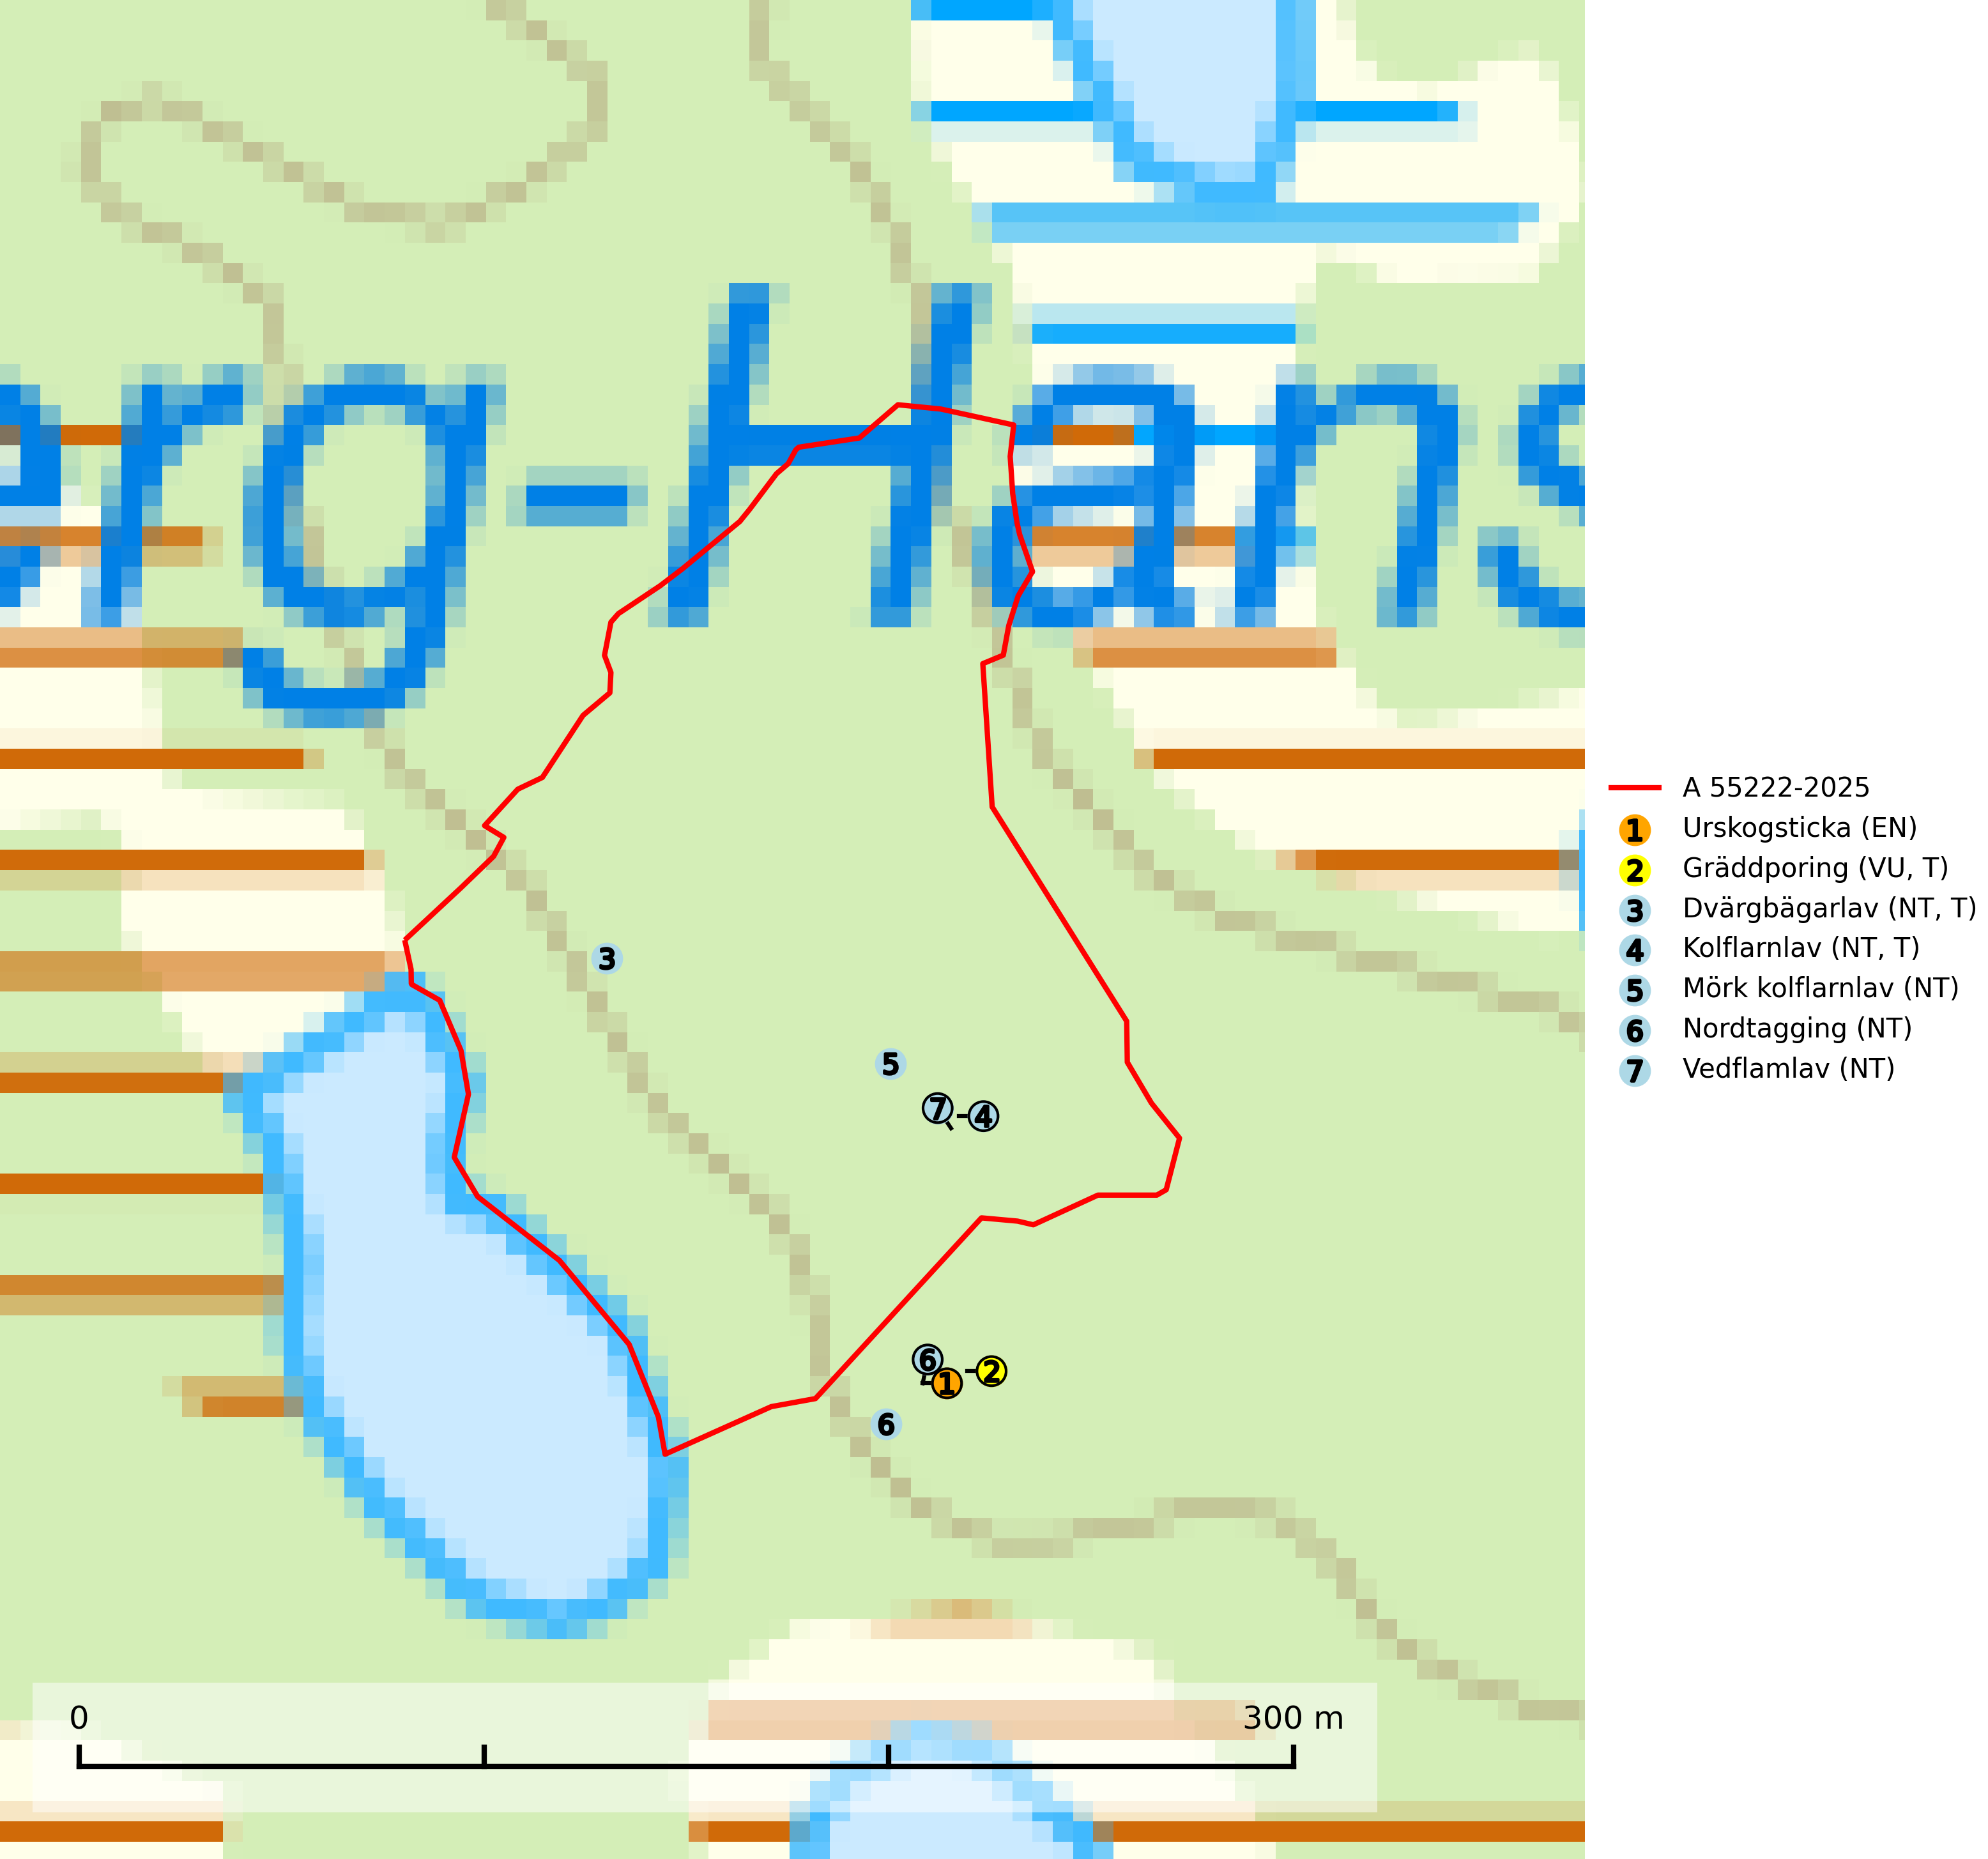 rg-Hans
3
5
7
4
6
1
2
6
0
300 m
A 55222-2025
1 Urskogsticka (EN)
2 Gräddporing (VU, T)
3 Dvärgbägarlav (NT, T)
4 Kolflarnlav (NT, T)
5 Mörk kolflarnlav (NT)
6 Nordtagging (NT)
7 Vedflamlav (NT)